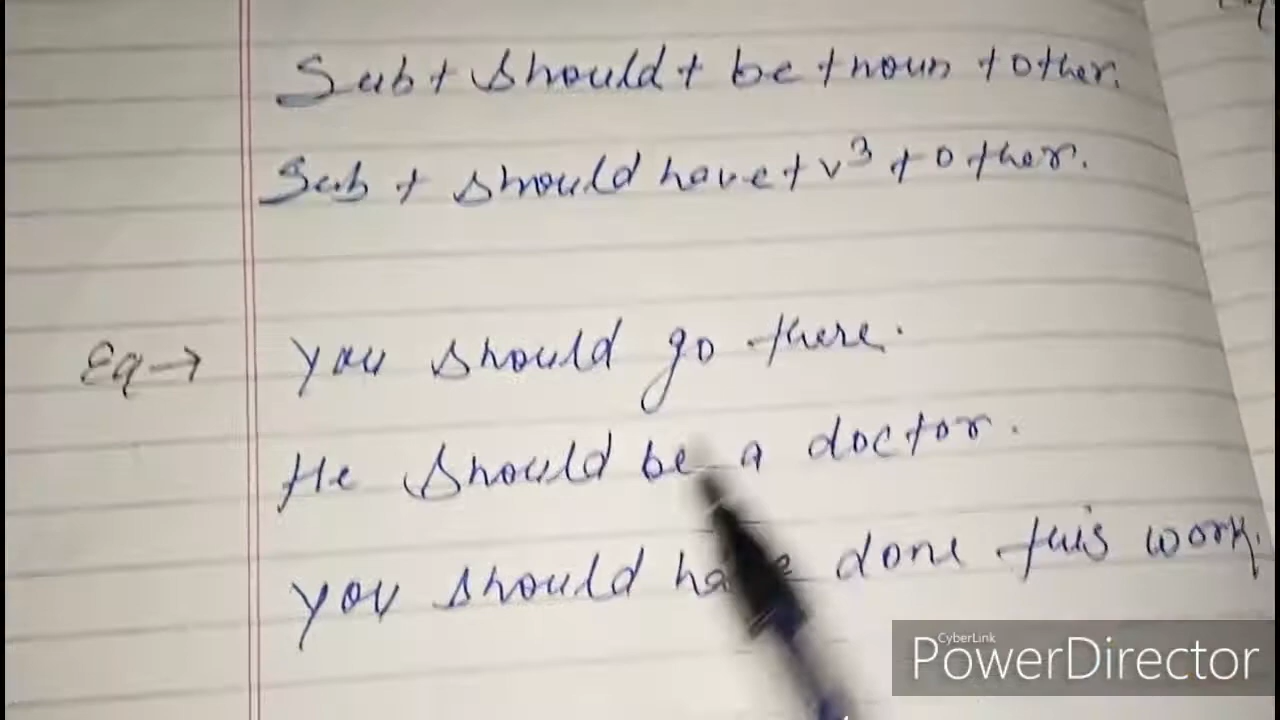 Sub + should + be + noun + other.
Sub + should have + v³ + other.
Eg → You should go there.
He should be a doctor.
You should have done this work.
CyberLink
PowerDirector